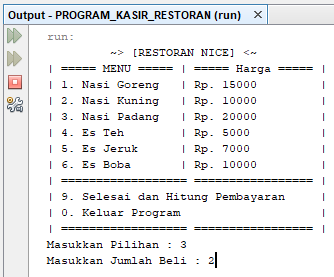 Output - PROGRAM_KASIR_RESTORAN (run) ×
run:
~> [RESTORAN NICE] <~
| ===== MENU ===== | ===== Harga ===== |
| 1. Nasi Goreng | Rp. 15000 |
| 2. Nasi Kuning | Rp. 10000 |
| 3. Nasi Padang | Rp. 20000 |
| 4. Es Teh | Rp. 5000 |
| 5. Es Jeruk | Rp. 7000 |
| 6. Es Boba | Rp. 10000 |
| ================ ================= |
| 9. Selesai dan Hitung Pembayaran |
| 0. Keluar Program |
| ================ ================= |
Masukkan Pilihan : 3
Masukkan Jumlah Beli : 2